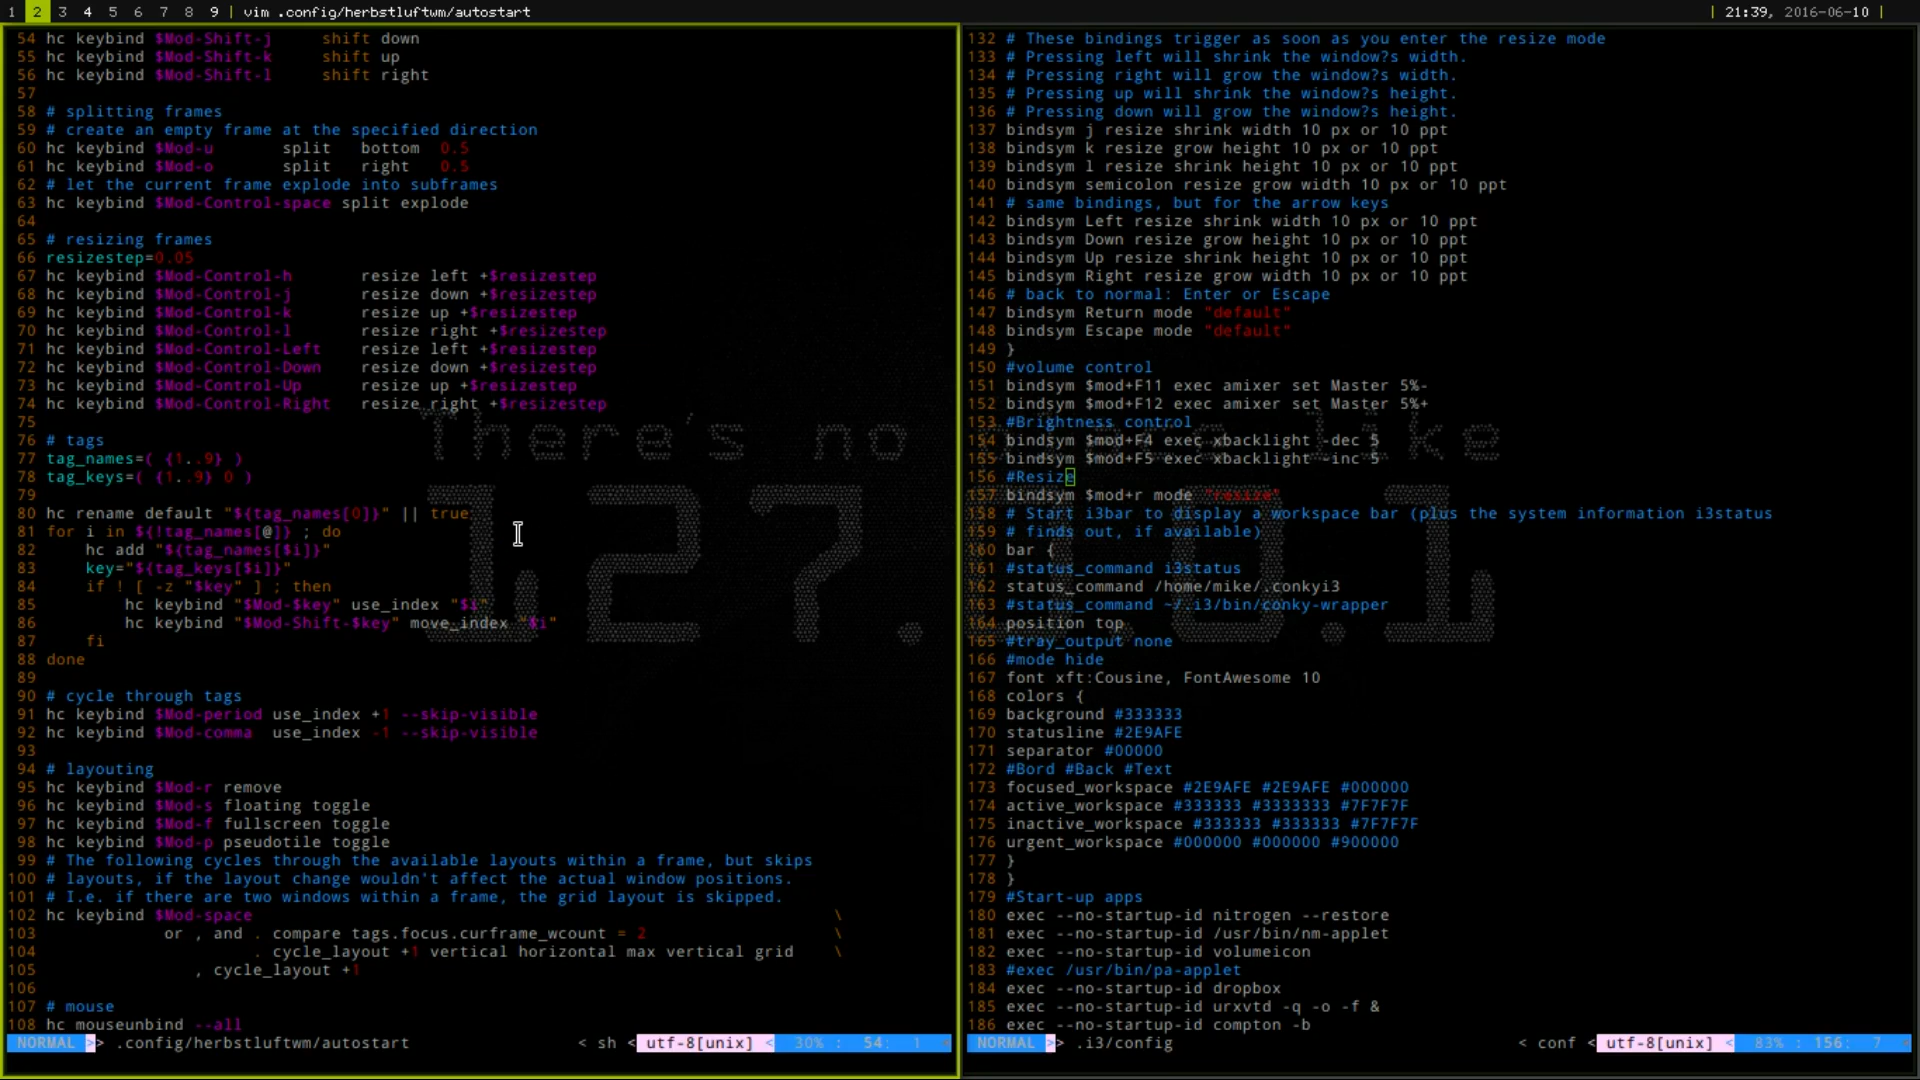 1 2 3 4 5 6 7 8 9 | vim .config/herbstluftwm/autostart | 21:39, 2016-06-10 |
54 hc keybind $Mod-Shift-j     shift down
55 hc keybind $Mod-Shift-k     shift up
56 hc keybind $Mod-Shift-l     shift right
57
58 # splitting frames
59 # create an empty frame at the specified direction
60 hc keybind $Mod-u       split   bottom  0.5
61 hc keybind $Mod-o       split   right   0.5
62 # let the current frame explode into subframes
63 hc keybind $Mod-Control-space split explode
64
65 # resizing frames
66 resizestep=0.05
67 hc keybind $Mod-Control-h       resize left +$resizestep
68 hc keybind $Mod-Control-j       resize down +$resizestep
69 hc keybind $Mod-Control-k       resize up +$resizestep
70 hc keybind $Mod-Control-l       resize right +$resizestep
71 hc keybind $Mod-Control-Left    resize left +$resizestep
72 hc keybind $Mod-Control-Down    resize down +$resizestep
73 hc keybind $Mod-Control-Up      resize up +$resizestep
74 hc keybind $Mod-Control-Right   resize right +$resizestep
75
76 # tags
77 tag_names=( {1..9} )
78 tag_keys=( {1..9} 0 )
79
80 hc rename default "${tag_names[0]}" || true
81 for i in ${!tag_names[@]} ; do
82     hc add "${tag_names[$i]}"
83     key="${tag_keys[$i]}"
84     if ! [ -z "$key" ] ; then
85         hc keybind "$Mod-$key" use_index "$i"
86         hc keybind "$Mod-Shift-$key" move_index "$i"
87     fi
88 done
89
90 # cycle through tags
91 hc keybind $Mod-period use_index +1 --skip-visible
92 hc keybind $Mod-comma  use_index -1 --skip-visible
93
94 # layouting
95 hc keybind $Mod-r remove
96 hc keybind $Mod-s floating toggle
97 hc keybind $Mod-f fullscreen toggle
98 hc keybind $Mod-p pseudotile toggle
99 # The following cycles through the available layouts within a frame, but skips
100 # layouts, if the layout change wouldn't affect the actual window positions.
101 # I.e. if there are two windows within a frame, the grid layout is skipped.
102 hc keybind $Mod-space                                                            \
103             or , and . compare tags.focus.curframe_wcount = 2                    \
104                        . cycle_layout +1 vertical horizontal max vertical grid    \
105                , cycle_layout +1
106
107 # mouse
108 hc mouseunbind --all
NORMAL >> .config/herbstluftwm/autostart < sh < utf-8[unix] < 30% : 54: 1
132 # These bindings trigger as soon as you enter the resize mode
133 # Pressing left will shrink the window?s width.
134 # Pressing right will grow the window?s width.
135 # Pressing up will shrink the window?s height.
136 # Pressing down will grow the window?s height.
137 bindsym j resize shrink width 10 px or 10 ppt
138 bindsym k resize grow height 10 px or 10 ppt
139 bindsym l resize shrink height 10 px or 10 ppt
140 bindsym semicolon resize grow width 10 px or 10 ppt
141 # same bindings, but for the arrow keys
142 bindsym Left resize shrink width 10 px or 10 ppt
143 bindsym Down resize grow height 10 px or 10 ppt
144 bindsym Up resize shrink height 10 px or 10 ppt
145 bindsym Right resize grow width 10 px or 10 ppt
146 # back to normal: Enter or Escape
147 bindsym Return mode "default"
148 bindsym Escape mode "default"
149 }
150 #volume control
151 bindsym $mod+F11 exec amixer set Master 5%-
152 bindsym $mod+F12 exec amixer set Master 5%+
153 #Brightness control
154 bindsym $mod+F4 exec xbacklight -dec 5
155 bindsym $mod+F5 exec xbacklight -inc 5
156 #Resize
157 bindsym $mod+r mode "resize"
158 # Start i3bar to display a workspace bar (plus the system information i3status
159 # finds out, if available)
160 bar {
161 #status_command i3status
162 status_command /home/mike/.conkyi3
163 #status_command ~/.i3/bin/conky-wrapper
164 position top
165 #tray_output none
166 #mode hide
167 font xft:Cousine, FontAwesome 10
168 colors {
169 background #333333
170 statusline #2E9AFE
171 separator #00000
172 #Bord #Back #Text
173 focused_workspace #2E9AFE #2E9AFE #000000
174 active_workspace #333333 #3333333 #7F7F7F
175 inactive_workspace #333333 #333333 #7F7F7F
176 urgent_workspace #000000 #000000 #900000
177 }
178 }
179 #Start-up apps
180 exec --no-startup-id nitrogen --restore
181 exec --no-startup-id /usr/bin/nm-applet
182 exec --no-startup-id volumeicon
183 #exec /usr/bin/pa-applet
184 exec --no-startup-id dropbox
185 exec --no-startup-id urxvtd -q -o -f &
186 exec --no-startup-id compton -b
NORMAL >> .i3/config < conf < utf-8[unix] < 83% : 156: 7
There's no like
127. 0.1